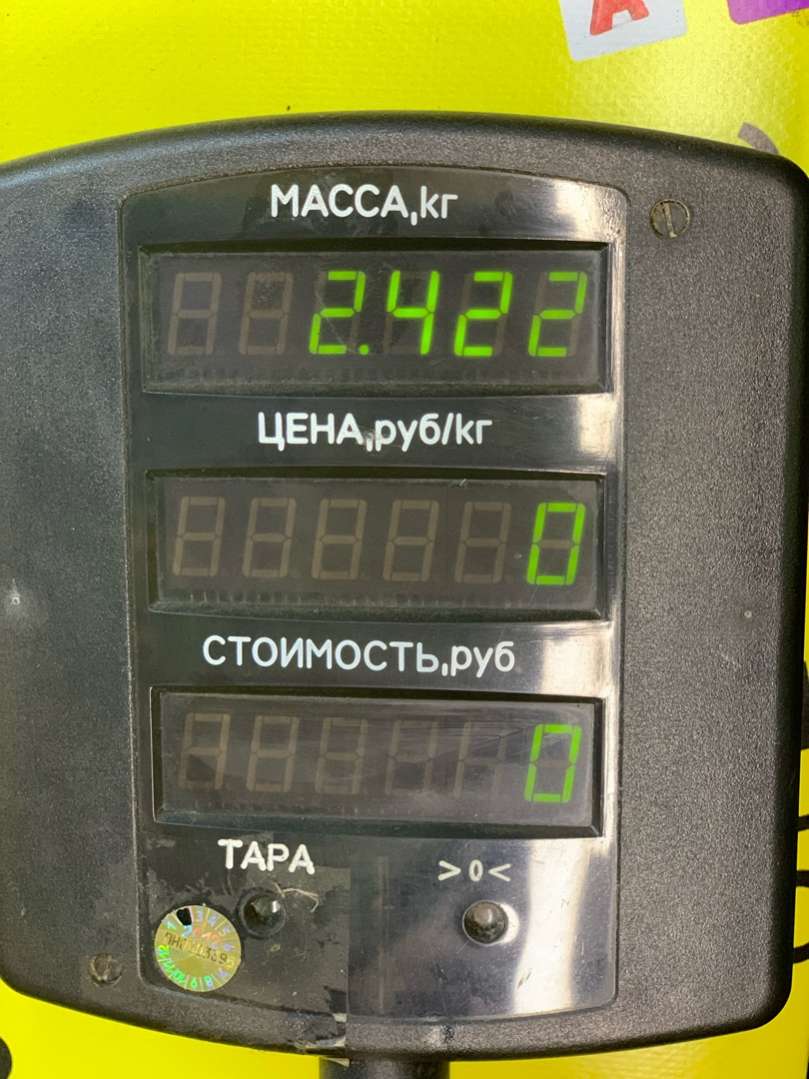 А
МАССА,кг
2.422
ЦЕНА,руб/кг
0
СТОИМОСТЬ,руб
0
ТАРА
>0<